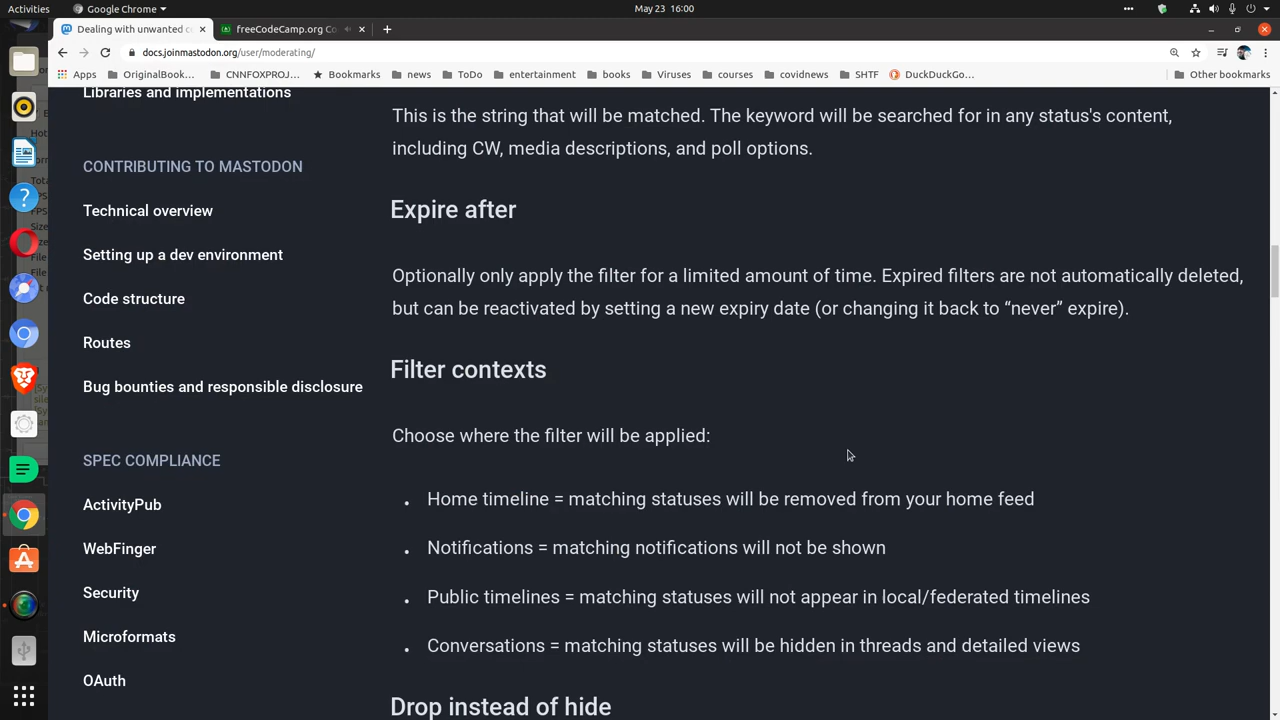 Activities
Google Chrome
May 23 16:00
Dealing with unwanted c
freeCodeCamp.org Co
docs.joinmastodon.org/user/moderating/
Apps
OriginalBook...
CNNFOXPROJ...
Bookmarks
news
ToDo
entertainment
books
Viruses
courses
covidnews
SHTF
DuckDuckGo...
Other bookmarks
Libraries and implementations
CONTRIBUTING TO MASTODON
Technical overview
Setting up a dev environment
Code structure
Routes
Bug bounties and responsible disclosure
SPEC COMPLIANCE
ActivityPub
WebFinger
Security
Microformats
OAuth
This is the string that will be matched. The keyword will be searched for in any status's content,
including CW, media descriptions, and poll options.
Expire after
Optionally only apply the filter for a limited amount of time. Expired filters are not automatically deleted,
but can be reactivated by setting a new expiry date (or changing it back to “never” expire).
Filter contexts
Choose where the filter will be applied:
• Home timeline = matching statuses will be removed from your home feed
• Notifications = matching notifications will not be shown
• Public timelines = matching statuses will not appear in local/federated timelines
• Conversations = matching statuses will be hidden in threads and detailed views
Drop instead of hide